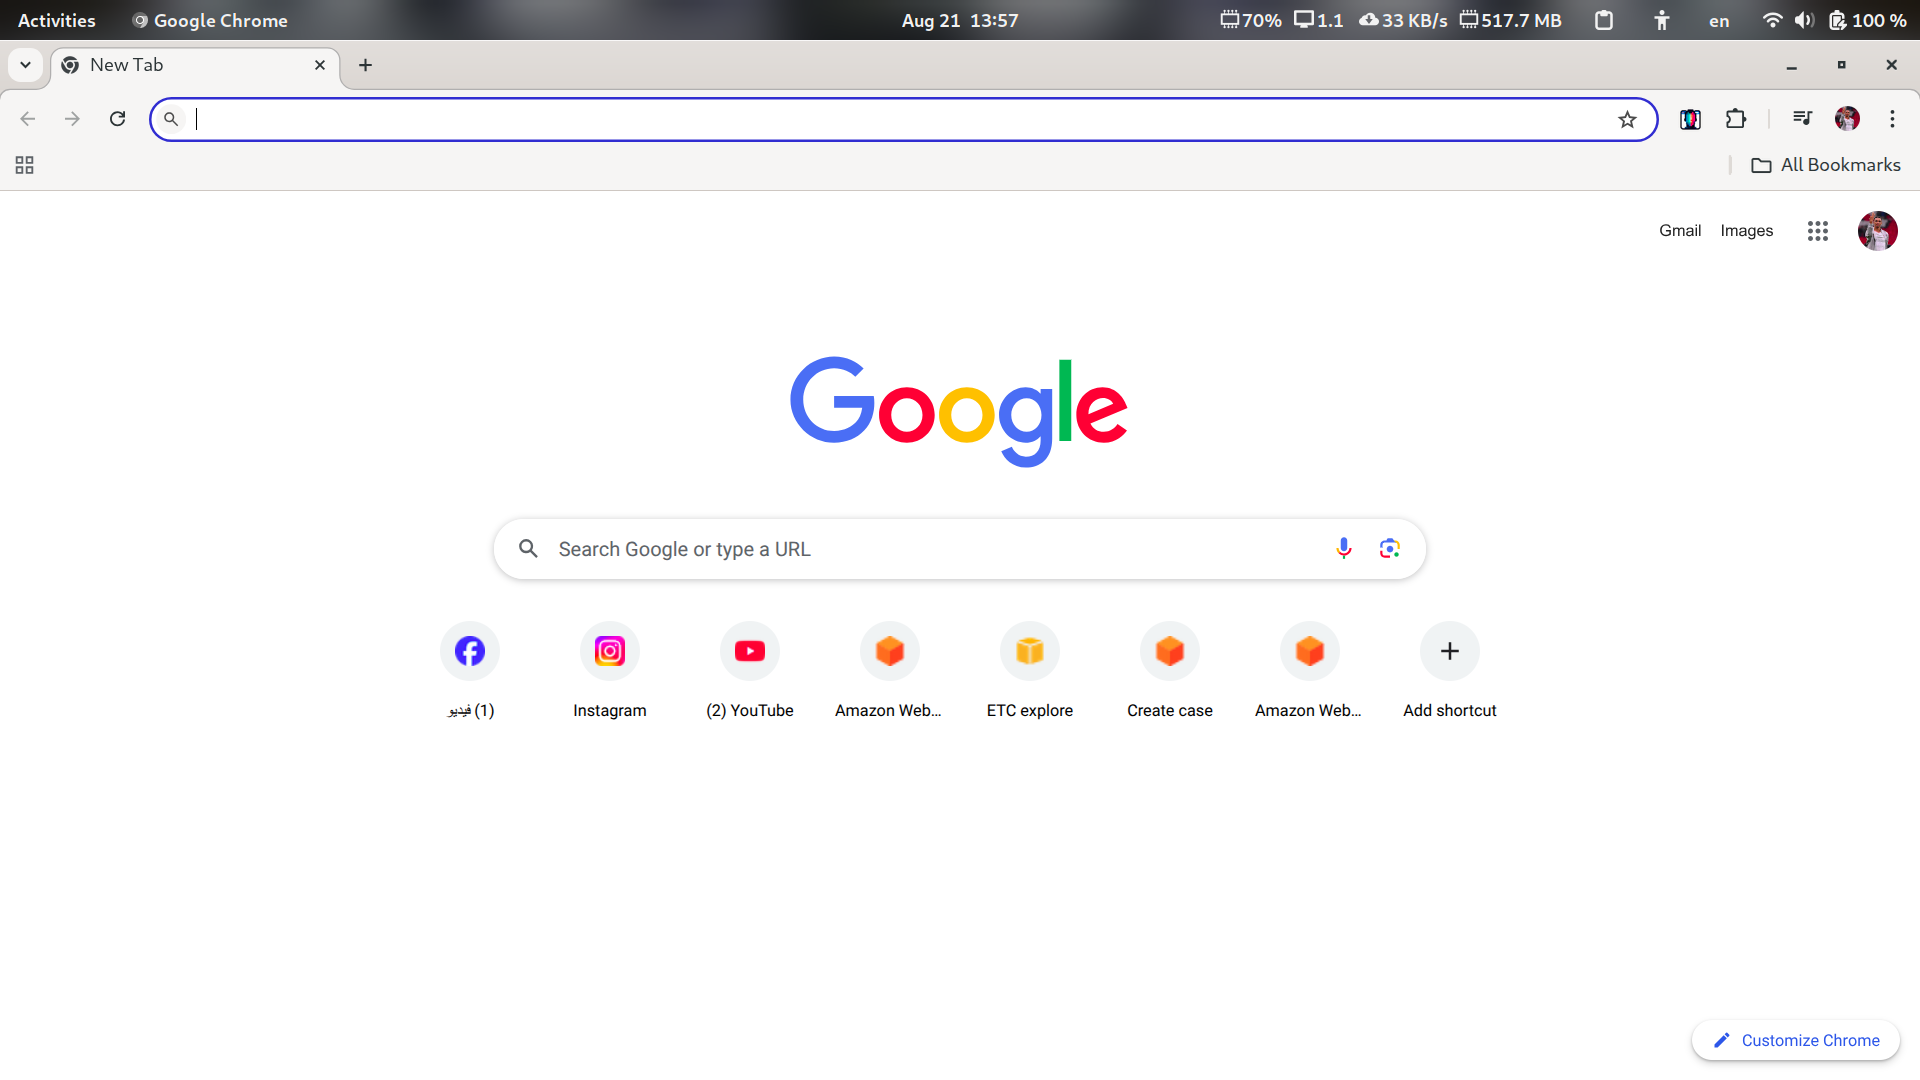 Activities Google Chrome Aug 21 13:57 70% 1.1 33 KB/s 517.7 MB en 100 %
New Tab
All Bookmarks
Gmail Images
Google
Search Google or type a URL
(1) فيديو Instagram (2) YouTube Amazon Web... ETC explore Create case Amazon Web... Add shortcut
Customize Chrome